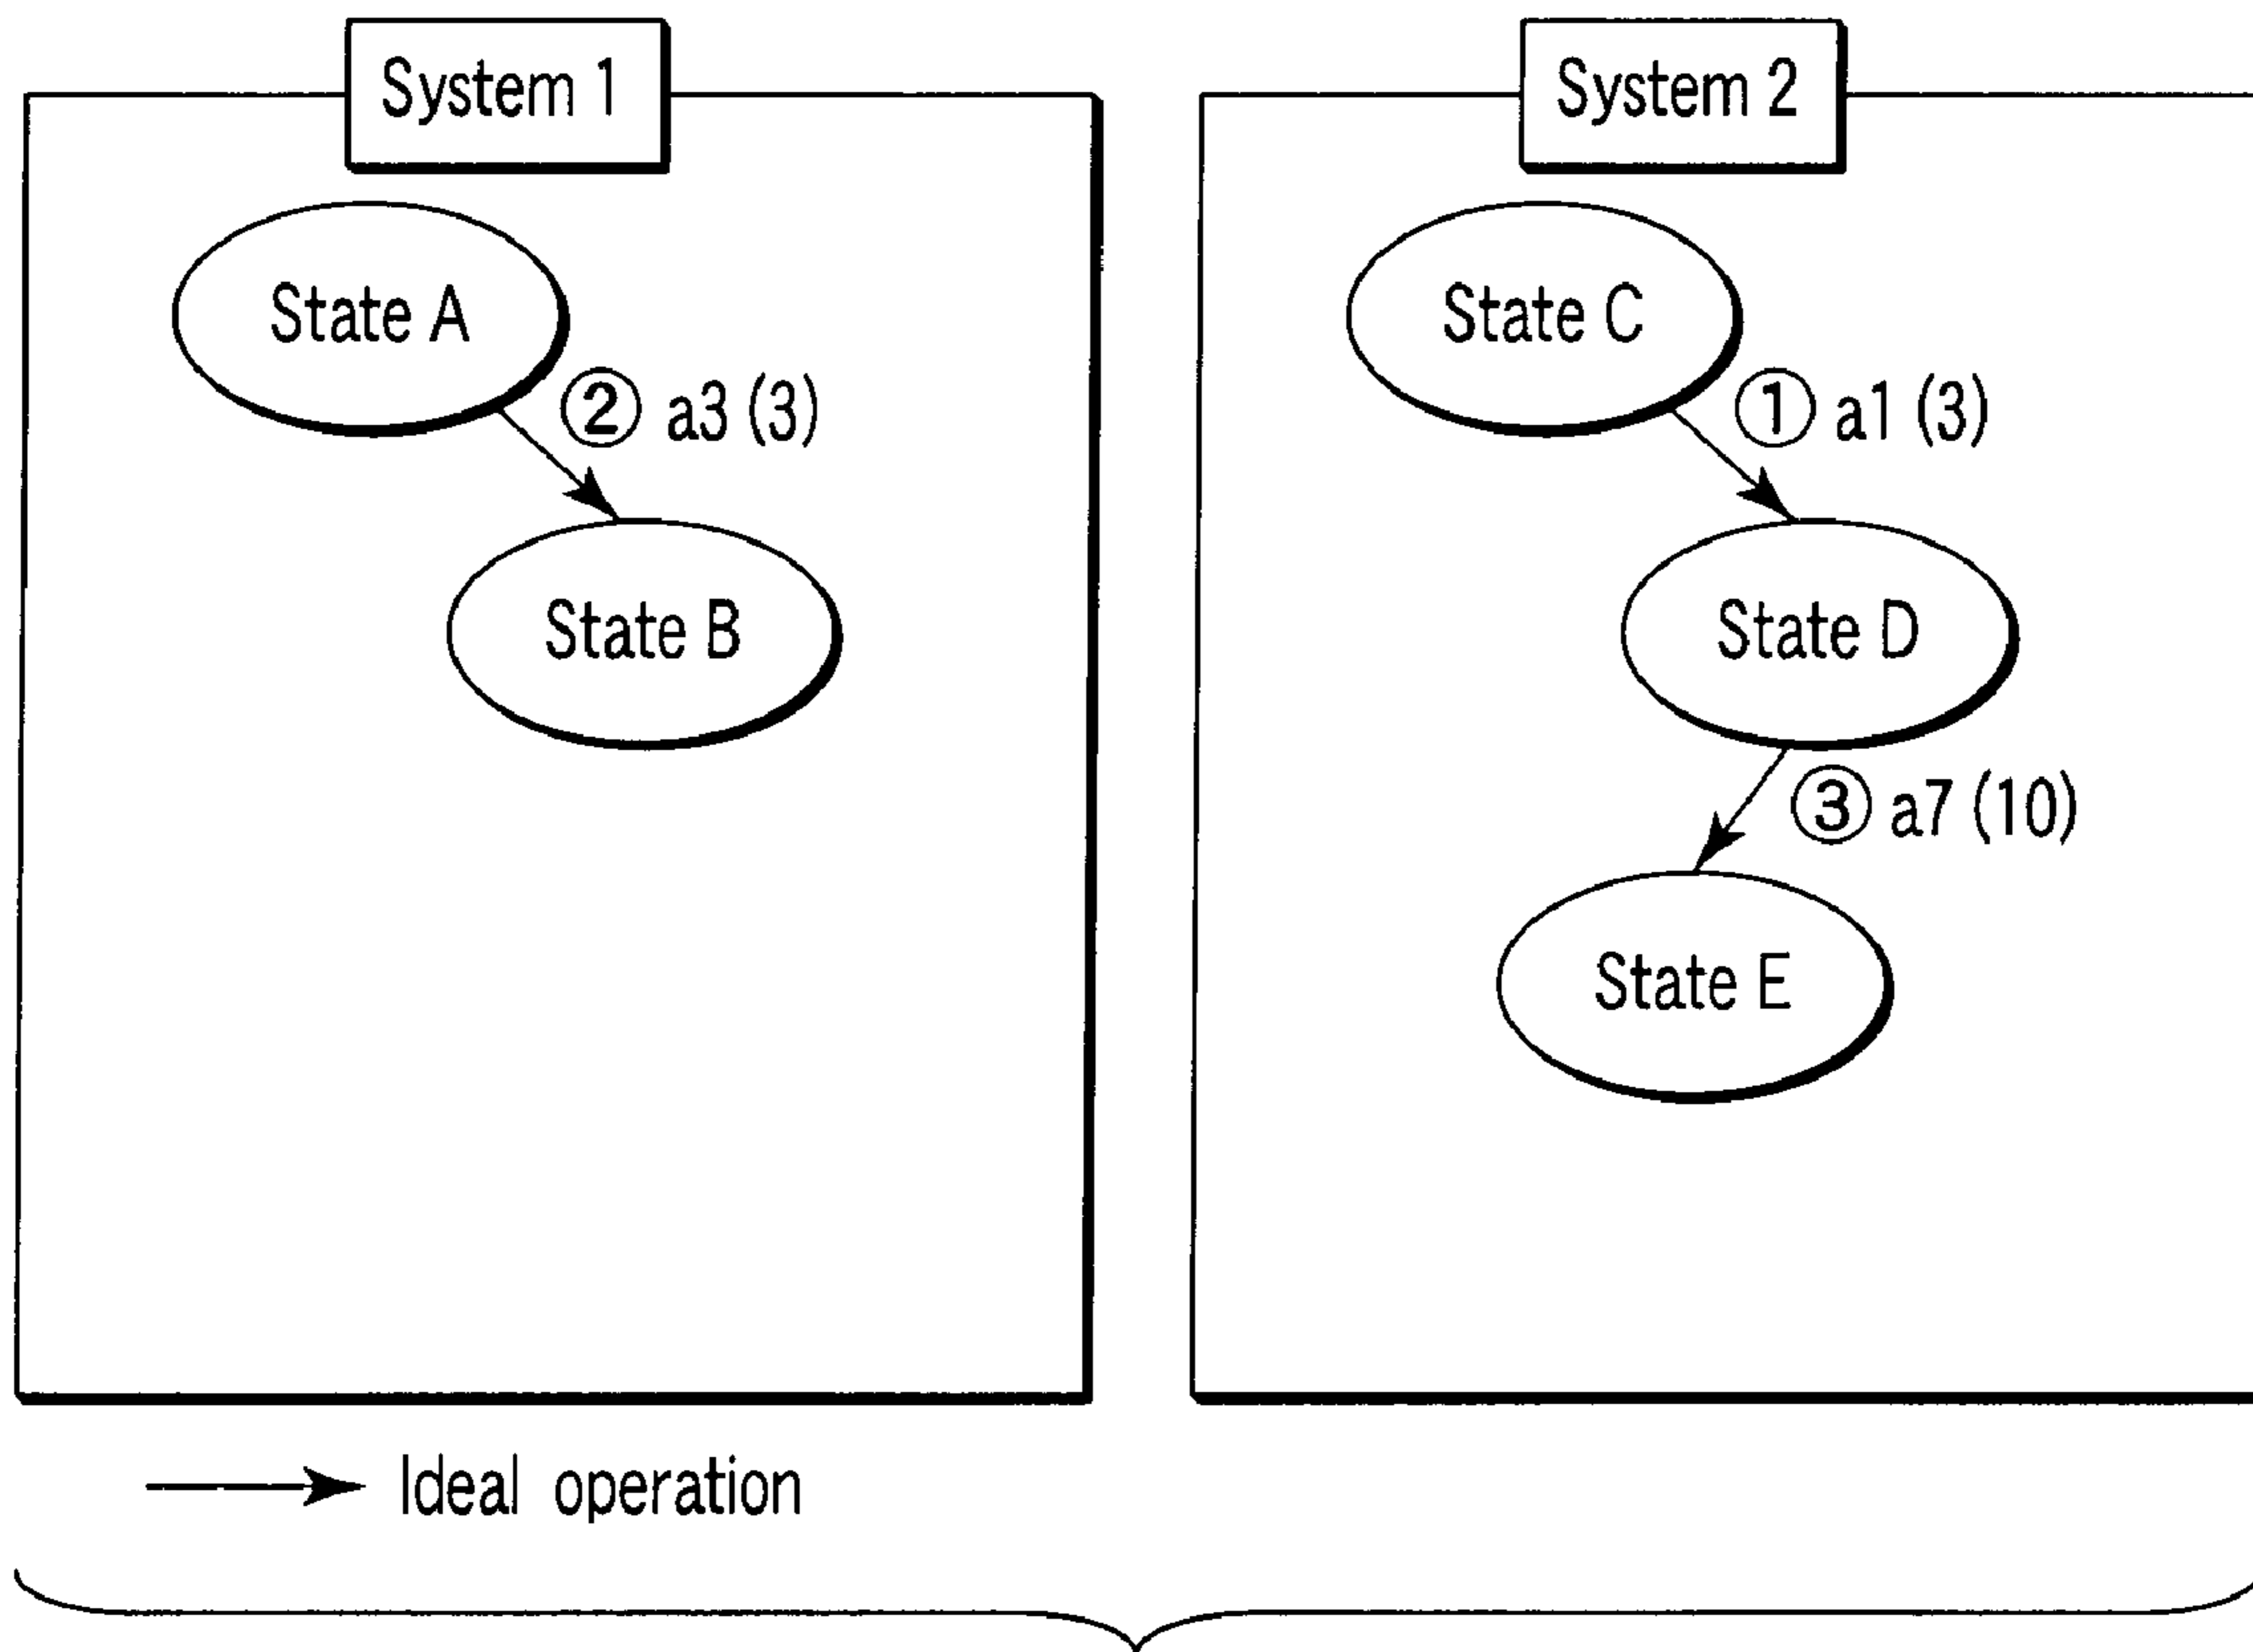 System 1
State A
② a3 (3)
State B
System 2
State C
① a1 (3)
State D
③ a7 (10)
State E
Ideal operation